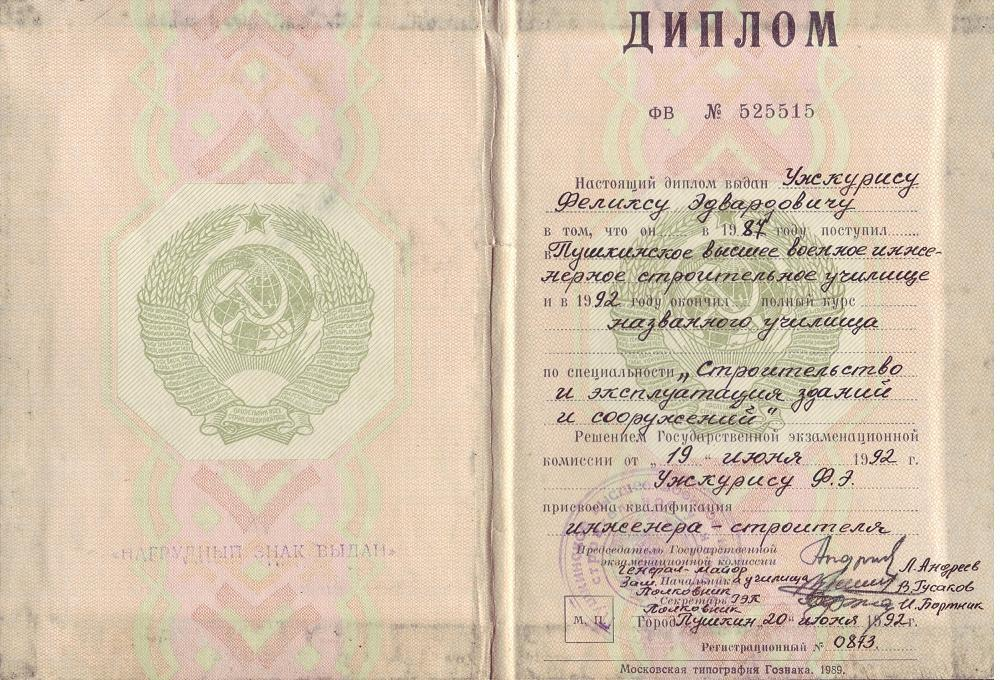 «НАГРУДНЫЙ ЗНАК ВЫДАН»
ДИПЛОМ
ФВ № 525515
Настоящий диплом выдан Ужкурису
Феликсу Эдвардовичу
в том, что он в 1987 году поступил
в Пушкинское высшее военное инже-
нерное строительное училище
и в 1992 году окончил полный курс
названного училища
по специальности „Строительство
и эксплуатация зданий
и сооружений"
Решением Государственной экзаменационной
комиссии от „19" июня 1992 г.
Ужкурису Ф.Э.
присвоена квалификация
инженера-строителя
Председатель Государственной
экзаменационной комиссии
генерал-майор Л.Андреев
Зам. Начальника училища
полковник В.Гусаков
Секретарь ГЭК
полковник И.Бортник
М. П. Город Пушкин „20" июня 1992 г.
Регистрационный № 0873.
Московская типография Гознака. 1989.